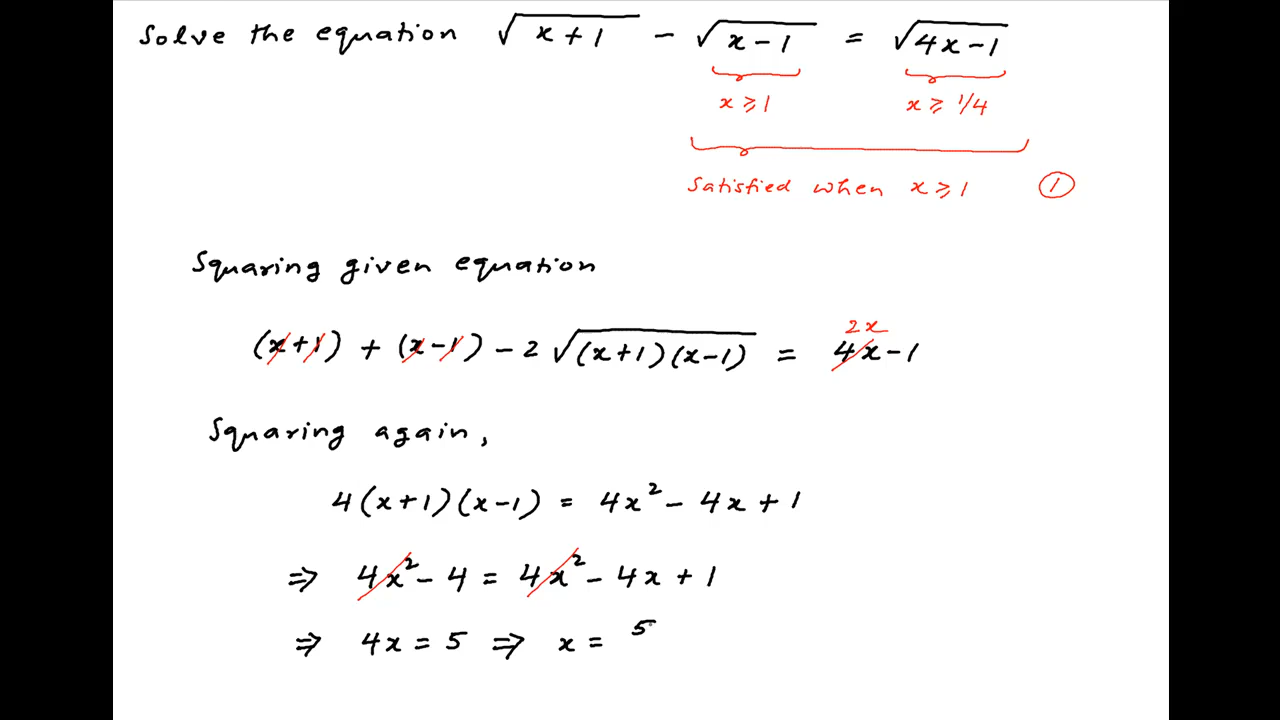 Solve the equation √(x+1) - √(x-1) = √(4x-1)
x ≥ 1 x ≥ 1/4
Satisfied when x ≥ 1 ①
Squaring given equation
2x
(x+1) + (x-1) - 2√((x+1)(x-1)) = 4x-1
Squaring again,
4(x+1)(x-1) = 4x² - 4x + 1
⇒ 4x² - 4 = 4x² - 4x + 1
⇒ 4x = 5 ⇒ x = 5